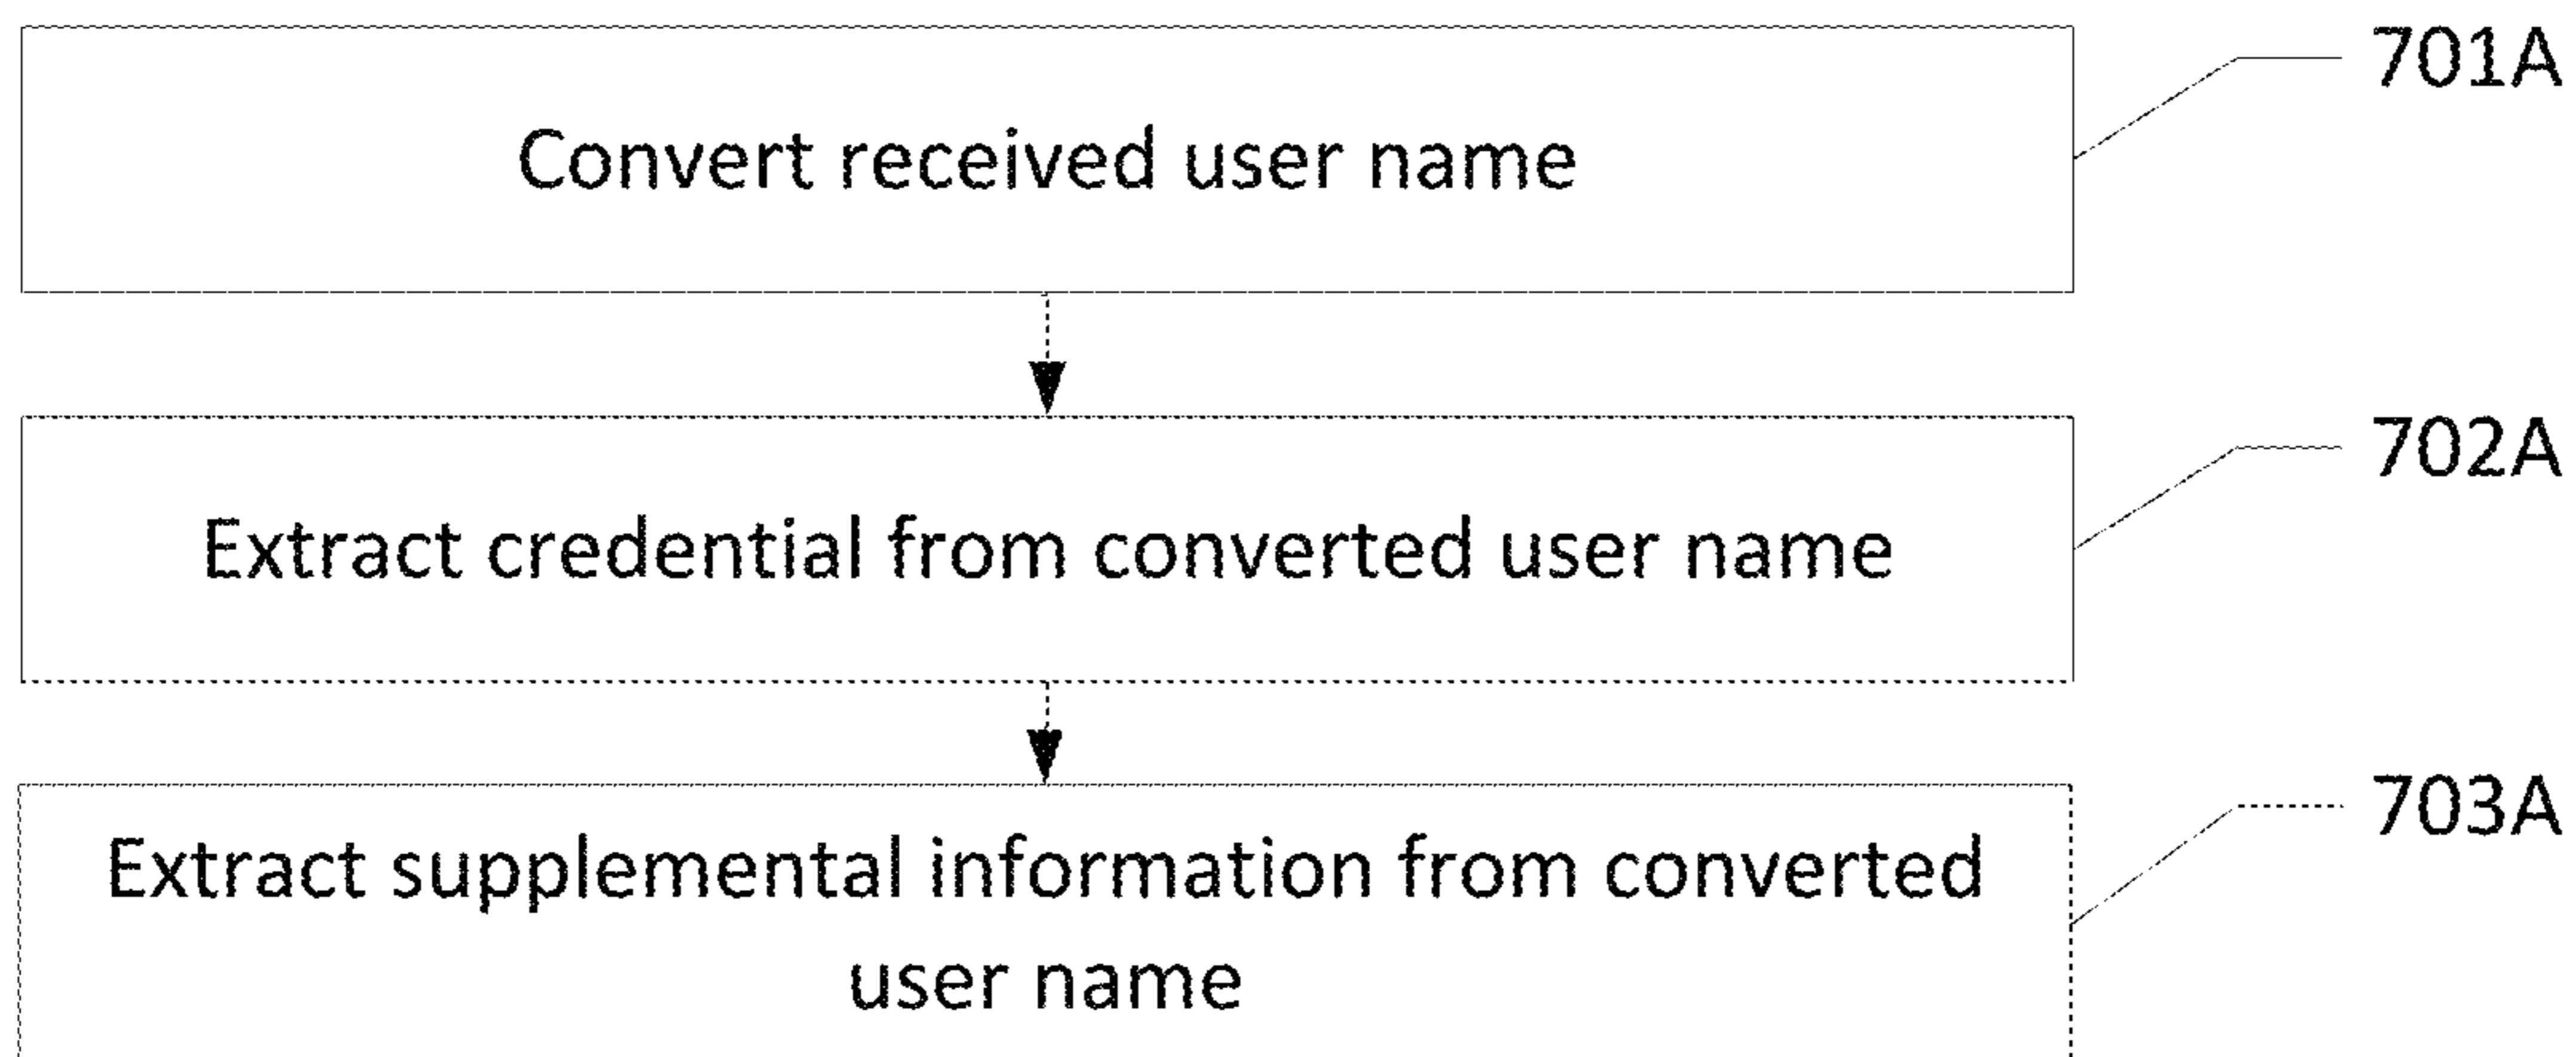 Convert received user name
701A
Extract credential from converted user name
702A
Extract supplemental information from converted
user name
703A